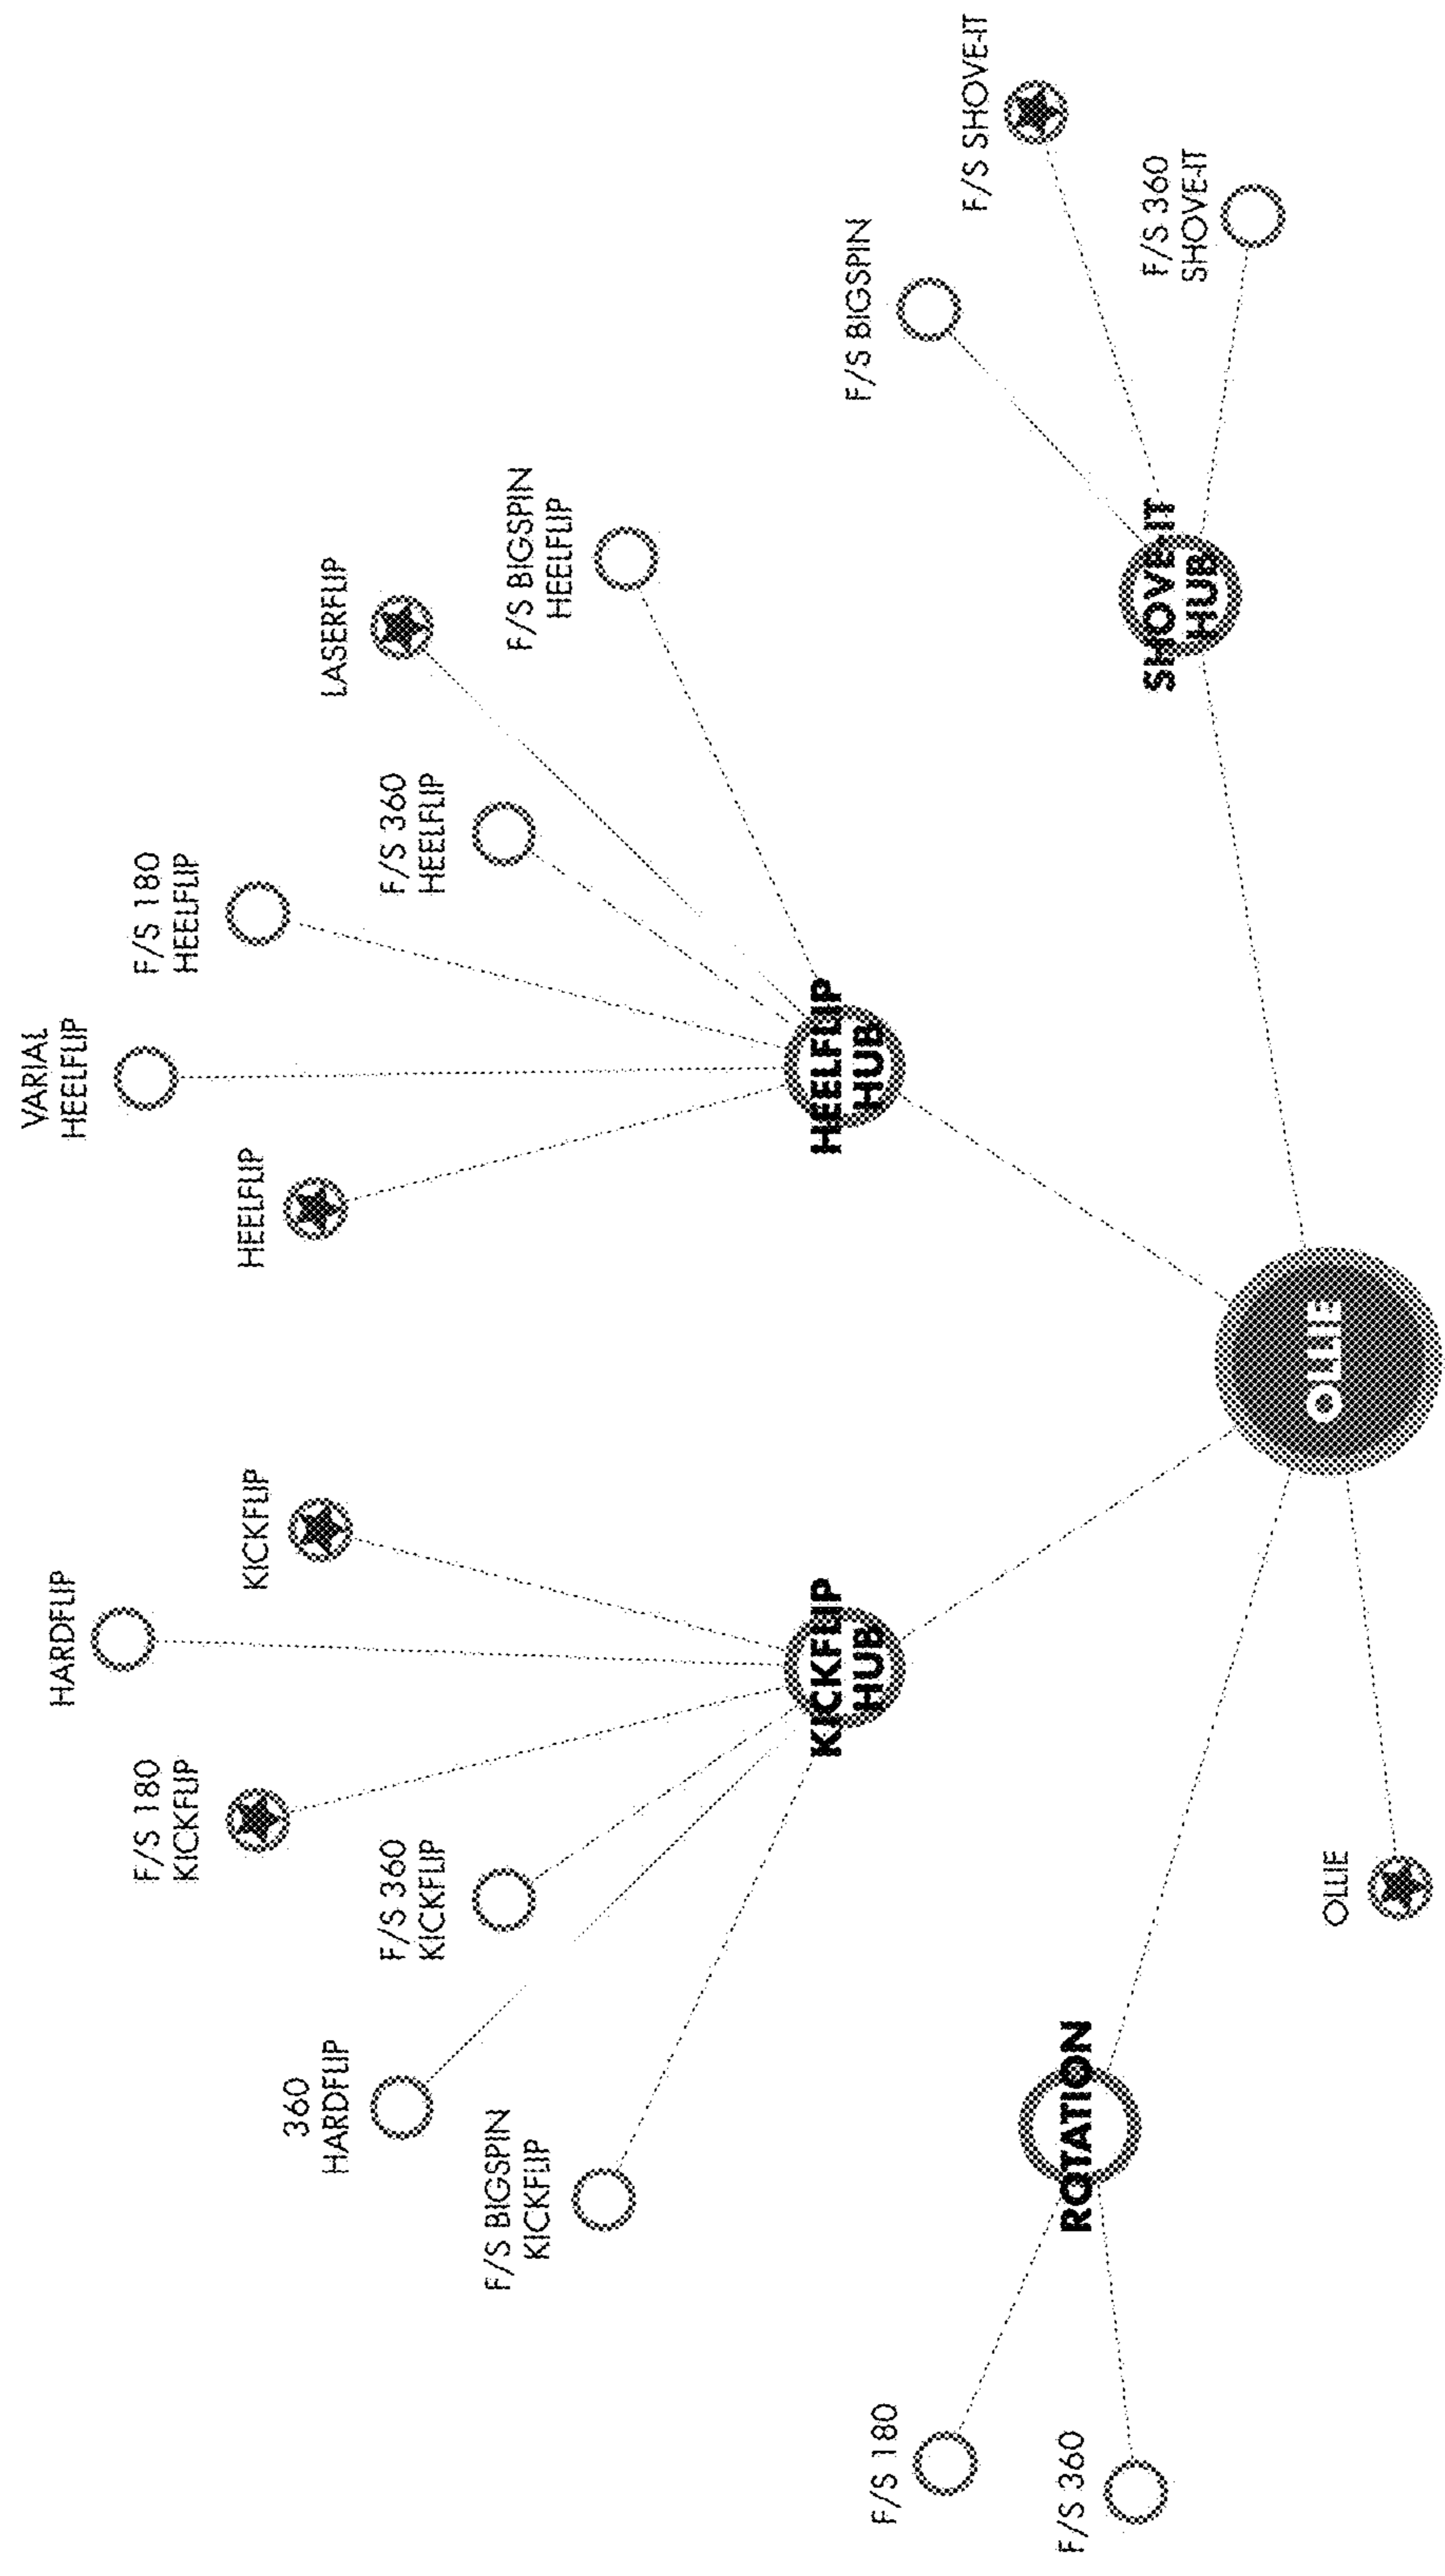 VARIAL
HEELFLIP
HARDFLIP
F/S 180
HEELFLIP
F/S 180
KICKFLIP
HEELFLIP
KICKFLIP
LASERFLIP
360
HARDFLIP
F/S 360
HEELFLIP
F/S 360
KICKFLIP
F/S BIGSPIN
HEELFLIP
F/S BIGSPIN
KICKFLIP
KICKFLIP
HUB
HEELFLIP
HUB
F/S BIGSPIN
F/S SHOVE-IT
F/S 360
SHOVE-IT
SHOVE-IT
HUB
F/S 180
F/S 360
ROTATION
OLLIE
OLLIE